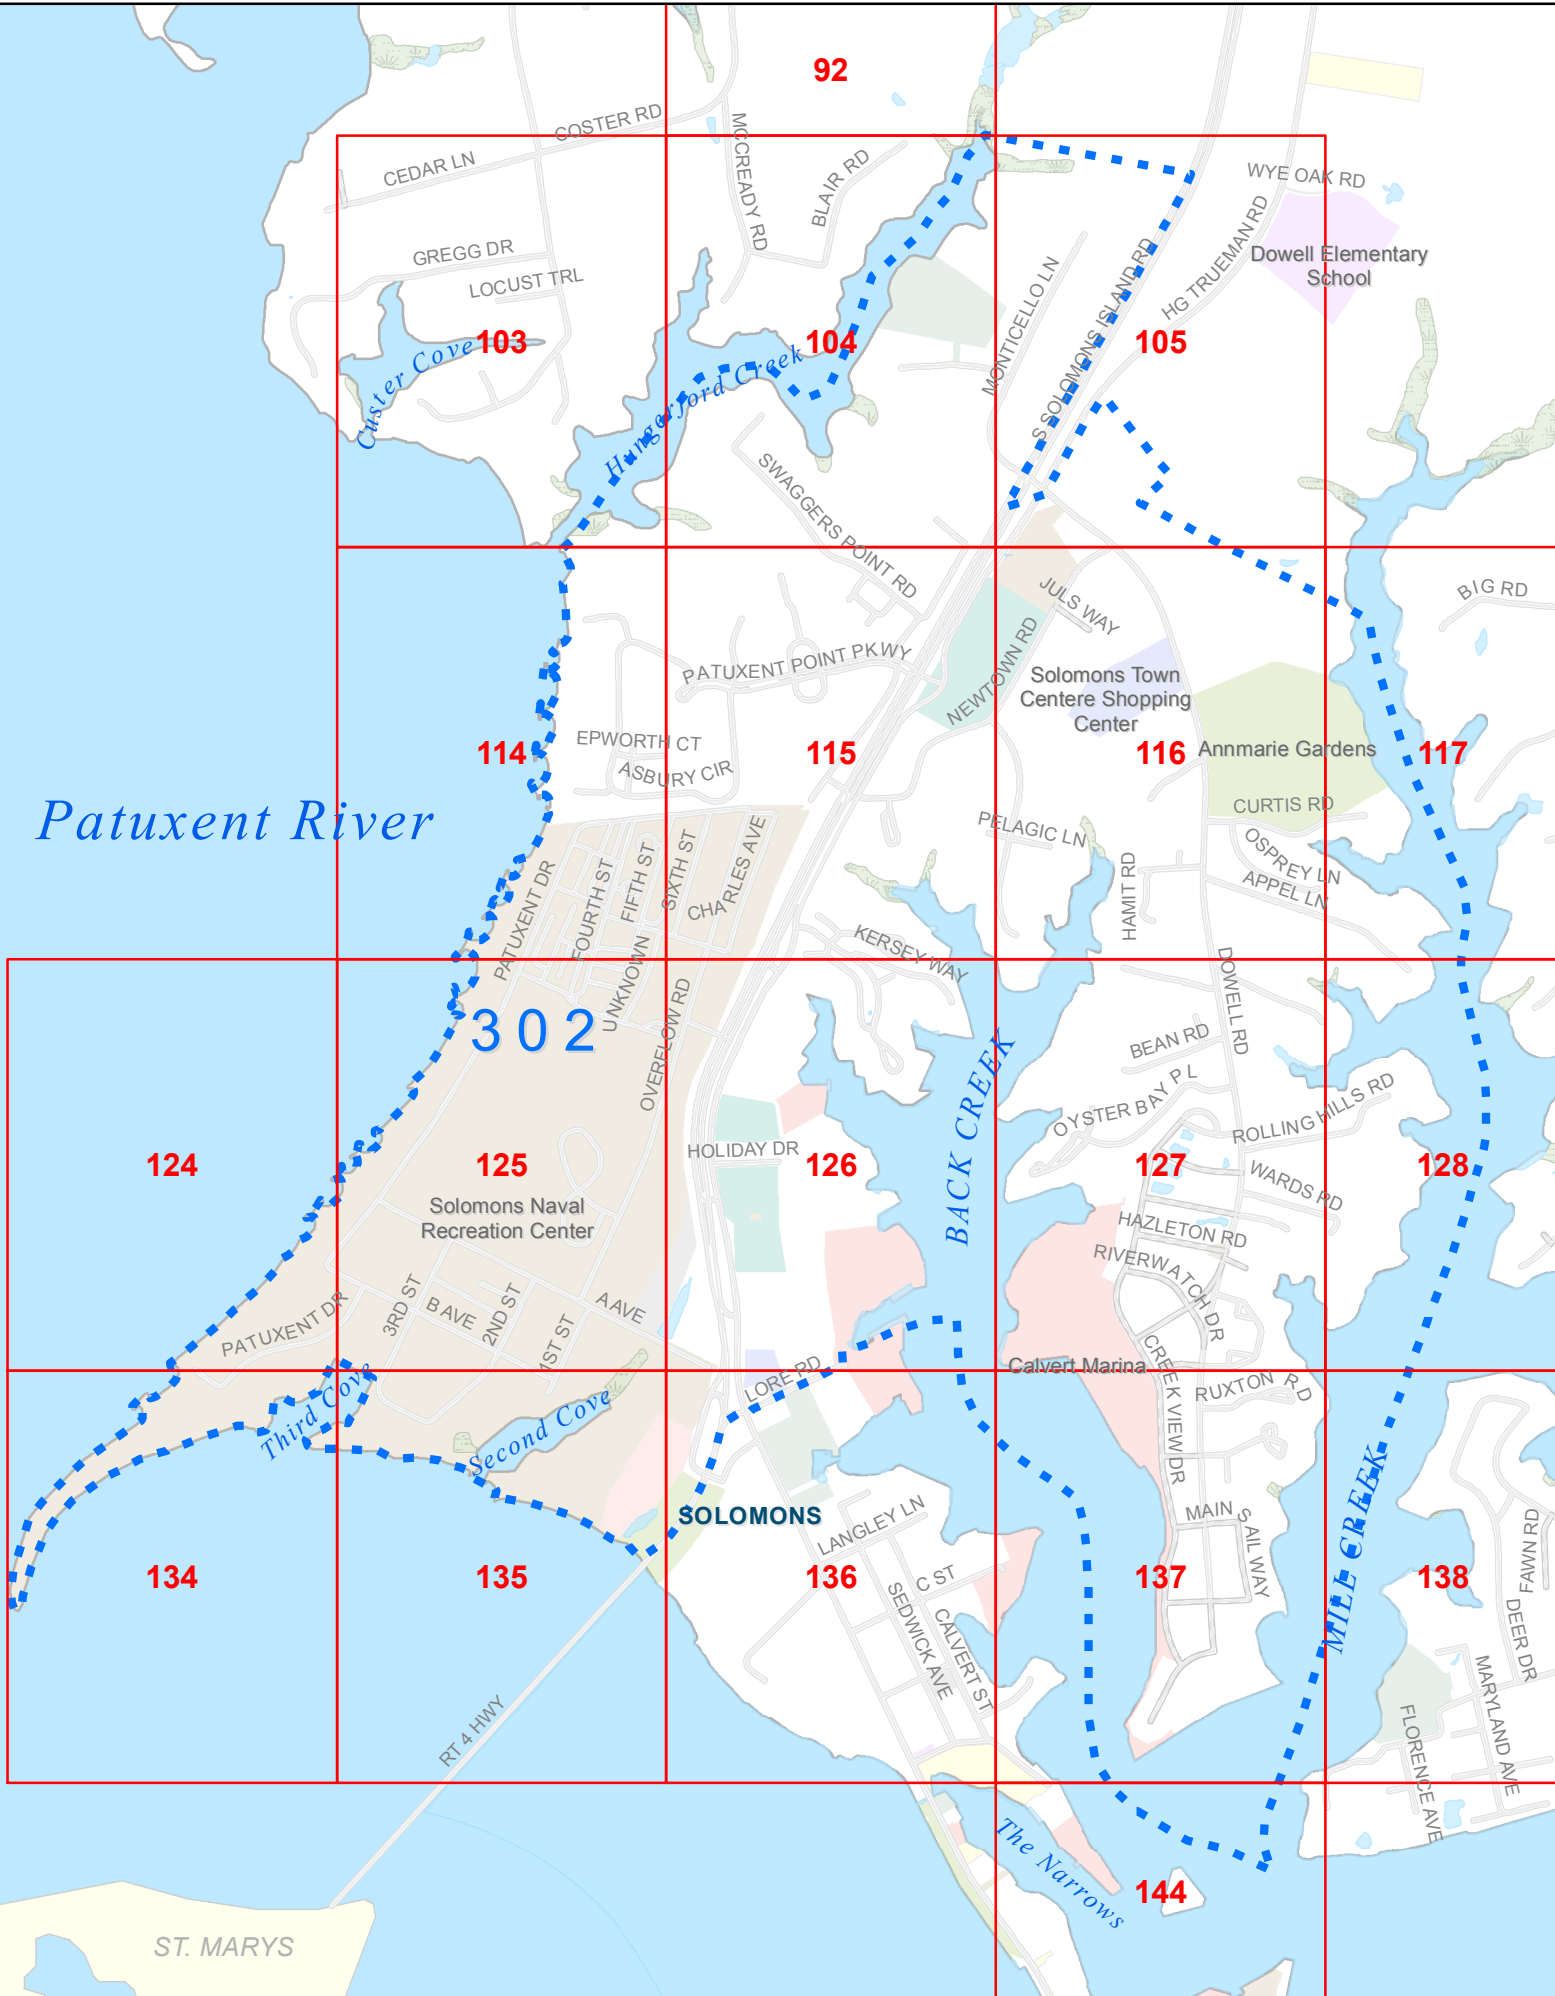 92
COSTER RD
CEDAR LN
MCCREADY RD
BLAIR RD
WYE OAK RD
GREGG DR
LOCUST TRL
Dowell Elementary
School
HG TRUEMAN RD
MONTICELLO LN
S SOLOMONS ISLAND RD
103
104
105
Custer Cove
Hungerford Creek
SWAGGERS POINT RD
JULS WAY
BIG RD
PATUXENT POINT PKWY
NEWTOWN RD
Solomons Town
Centere Shopping
Center
EPWORTH CT
ASBURY CIR
114
115
116
Annmarie Gardens
117
Patuxent River
CURTIS RD
PELAGIC LN
OSPREY LN
APPEL LN
HAMIT RD
PATUXENT DR
FOURTH ST
FIFTH ST
SIXTH ST
CHARLES AVE
UNKNOWN
KERSEY WAY
OVERFLOW RD
DOWELL RD
302
BEAN RD
OYSTER BAY PL
ROLLING HILLS RD
BACK CREEK
HOLIDAY DR
124
125
126
127
128
WARDS RD
Solomons Naval
Recreation Center
HAZLETON RD
RIVERWATCH DR
PATUXENT DR
3RD ST
B AVE
2ND ST
1ST ST
A AVE
LORE RD
Calvert Marina
CREEK VIEW DR
RUXTON RD
Third Cove
Second Cove
SOLOMONS
LANGLEY LN
MAIN
SAIL WAY
MILL CREEK
FAWN RD
DEER DR
134
135
136
137
138
C ST
SEDWICK AVE
CALVERT ST
MARYLAND AVE
FLORENCE AVE
RT 4 HWY
The Narrows
144
ST. MARYS